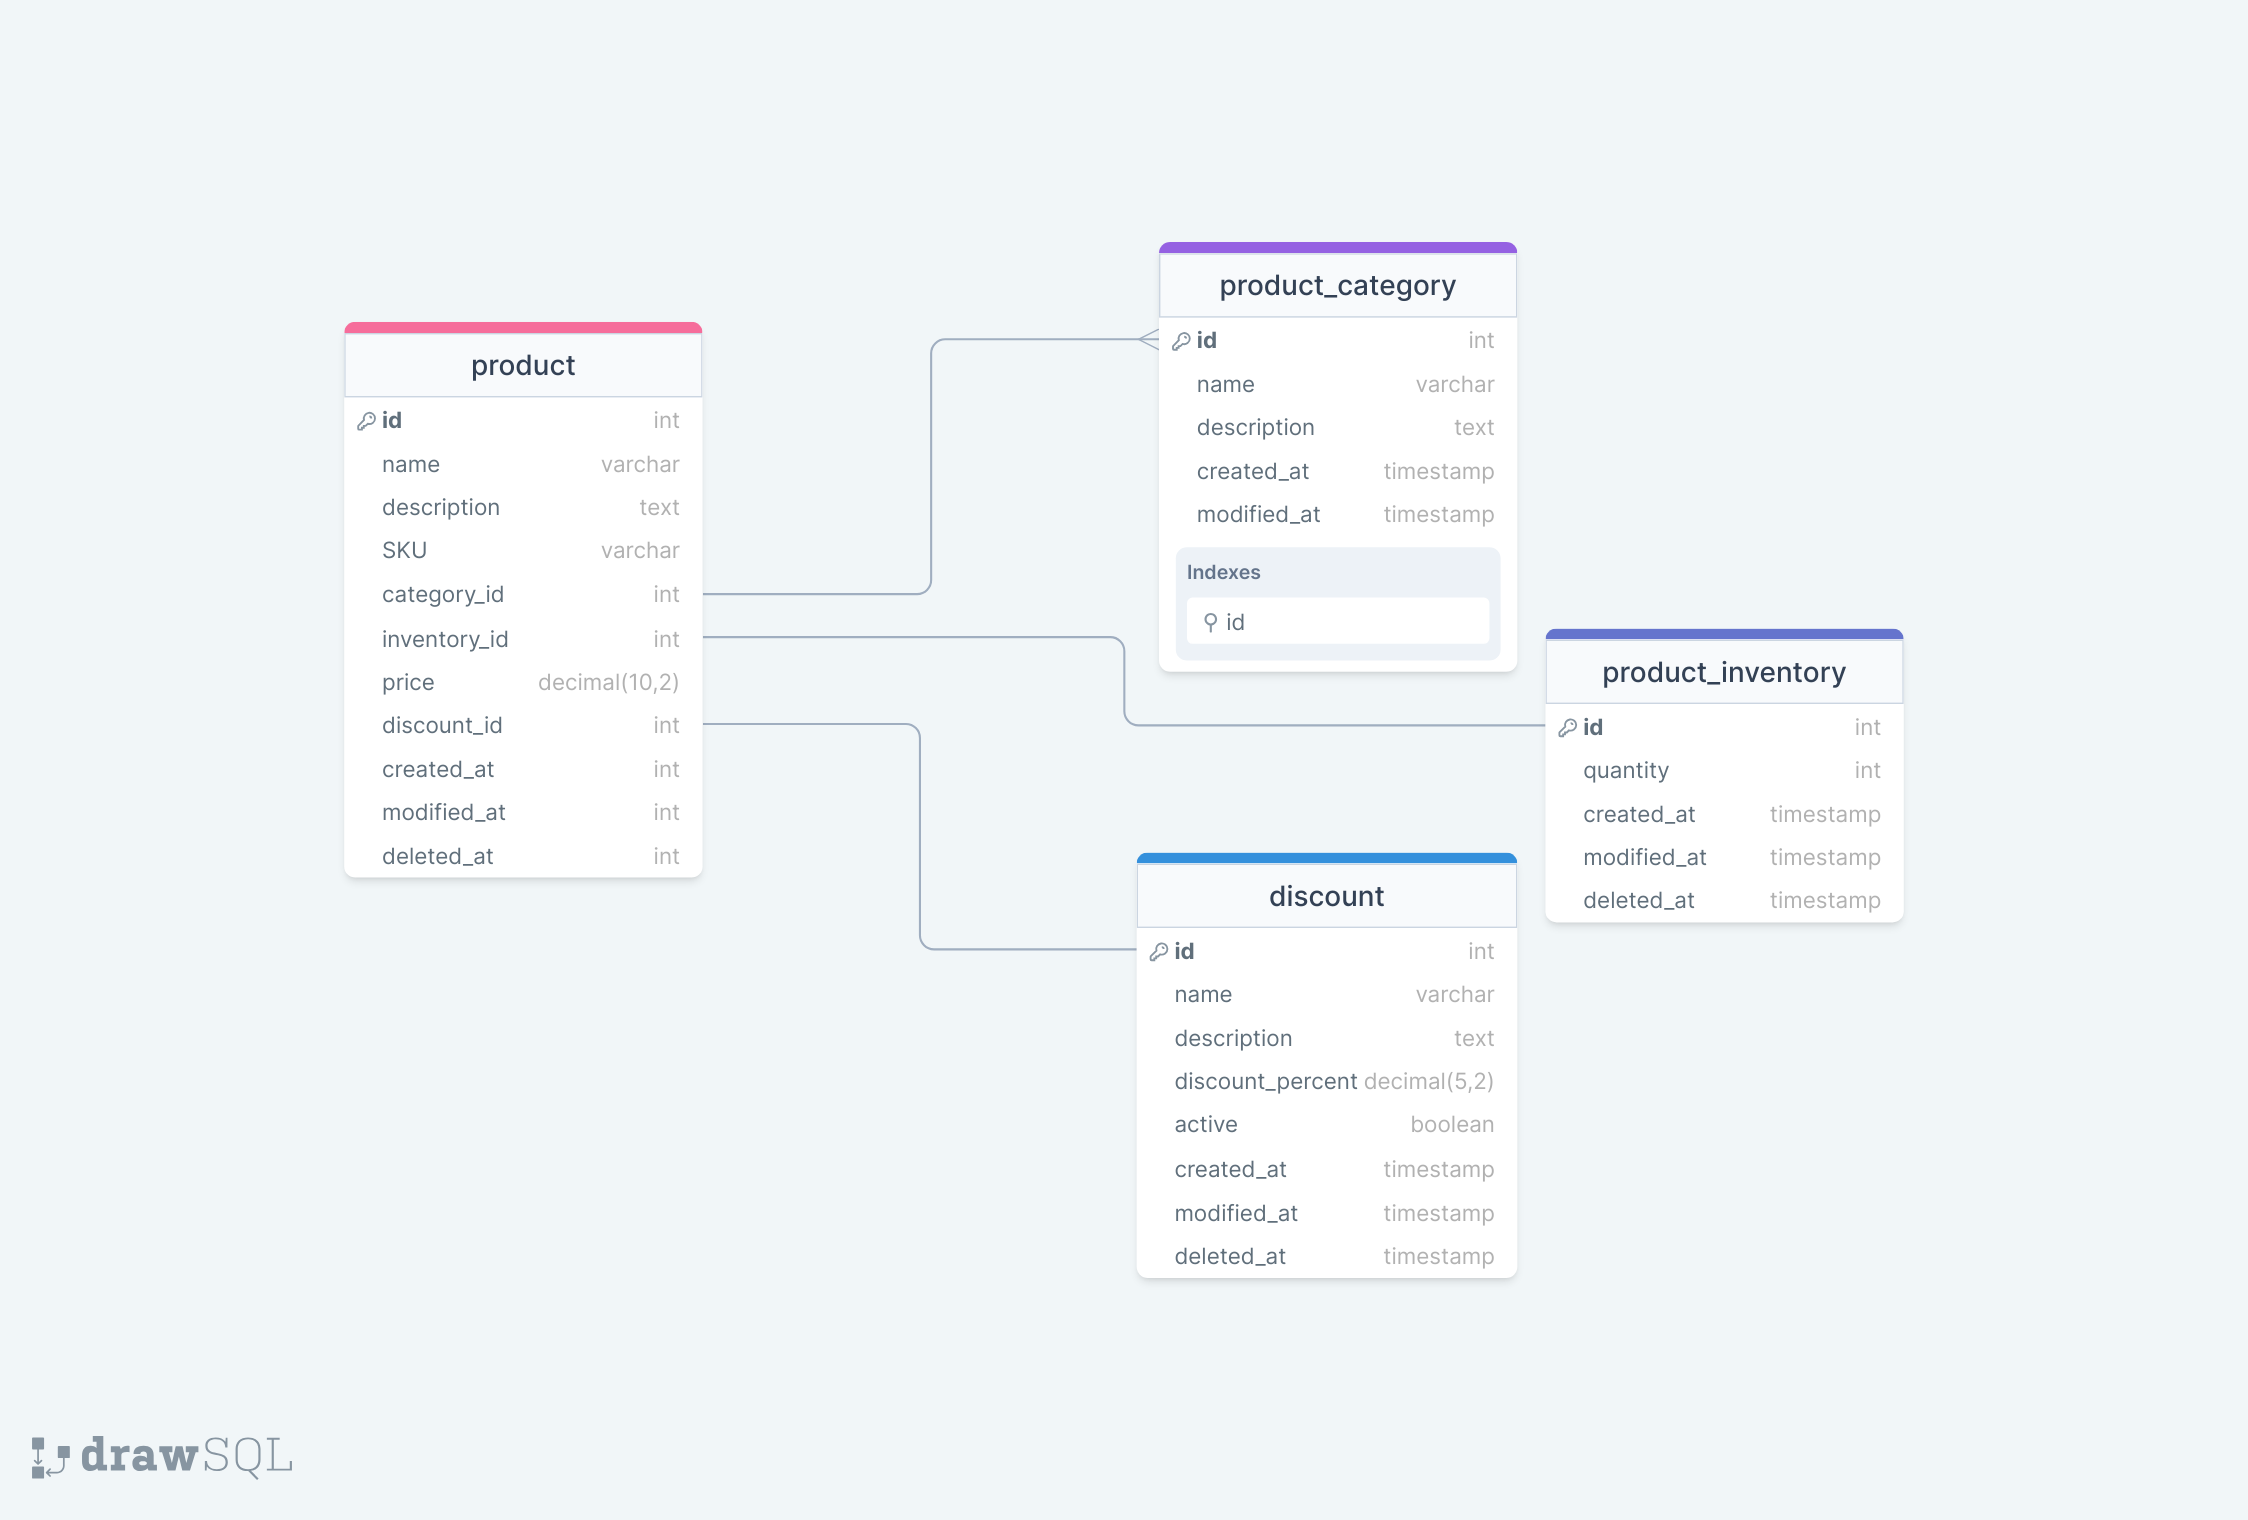 product
id int
name varchar
description text
SKU varchar
category_id int
inventory_id int
price decimal(10,2)
discount_id int
created_at int
modified_at int
deleted_at int
product_category
id int
name varchar
description text
created_at timestamp
modified_at timestamp
Indexes
id
product_inventory
id int
quantity int
created_at timestamp
modified_at timestamp
deleted_at timestamp
discount
id int
name varchar
description text
discount_percent decimal(5,2)
active boolean
created_at timestamp
modified_at timestamp
deleted_at timestamp
drawSQL